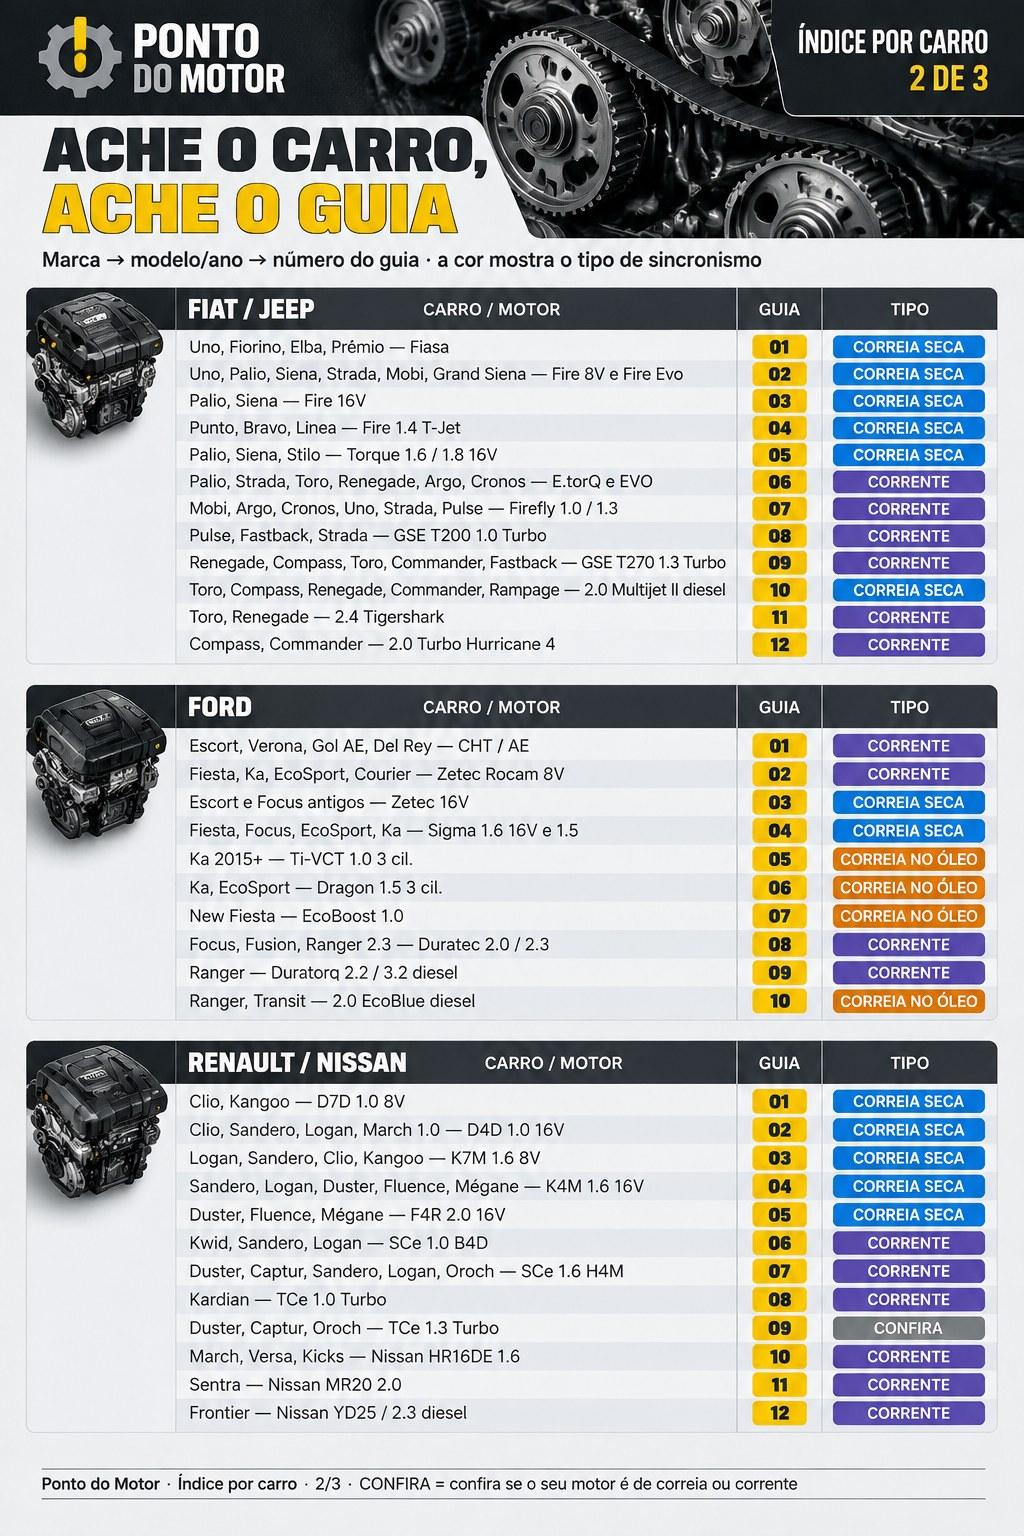 PONTO
DO MOTOR
ÍNDICE POR CARRO
2 DE 3
ACHE O CARRO,
ACHE O GUIA
Marca → modelo/ano → número do guia · a cor mostra o tipo de sincronismo
FIAT / JEEP CARRO / MOTOR GUIA TIPO
Uno, Fiorino, Elba, Prémio — Fiasa 01 CORREIA SECA
Uno, Palio, Siena, Strada, Mobi, Grand Siena — Fire 8V e Fire Evo 02 CORREIA SECA
Palio, Siena — Fire 16V 03 CORREIA SECA
Punto, Bravo, Linea — Fire 1.4 T-Jet 04 CORREIA SECA
Palio, Siena, Stilo — Torque 1.6 / 1.8 16V 05 CORREIA SECA
Palio, Strada, Toro, Renegade, Argo, Cronos — E.torQ e EVO 06 CORRENTE
Mobi, Argo, Cronos, Uno, Strada, Pulse — Firefly 1.0 / 1.3 07 CORRENTE
Pulse, Fastback, Strada — GSE T200 1.0 Turbo 08 CORRENTE
Renegade, Compass, Toro, Commander, Fastback — GSE T270 1.3 Turbo 09 CORRENTE
Toro, Compass, Renegade, Commander, Rampage — 2.0 Multijet II diesel 10 CORREIA SECA
Toro, Renegade — 2.4 Tigershark 11 CORRENTE
Compass, Commander — 2.0 Turbo Hurricane 4 12 CORRENTE
FORD CARRO / MOTOR GUIA TIPO
Escort, Verona, Gol AE, Del Rey — CHT / AE 01 CORRENTE
Fiesta, Ka, EcoSport, Courier — Zetec Rocam 8V 02 CORRENTE
Escort e Focus antigos — Zetec 16V 03 CORREIA SECA
Fiesta, Focus, EcoSport, Ka — Sigma 1.6 16V e 1.5 04 CORREIA SECA
Ka 2015+ — Ti-VCT 1.0 3 cil. 05 CORREIA NO ÓLEO
Ka, EcoSport — Dragon 1.5 3 cil. 06 CORREIA NO ÓLEO
New Fiesta — EcoBoost 1.0 07 CORREIA NO ÓLEO
Focus, Fusion, Ranger 2.3 — Duratec 2.0 / 2.3 08 CORRENTE
Ranger — Duratorq 2.2 / 3.2 diesel 09 CORRENTE
Ranger, Transit — 2.0 EcoBlue diesel 10 CORREIA NO ÓLEO
RENAULT / NISSAN CARRO / MOTOR GUIA TIPO
Clio, Kangoo — D7D 1.0 8V 01 CORREIA SECA
Clio, Sandero, Logan, March 1.0 — D4D 1.0 16V 02 CORREIA SECA
Logan, Sandero, Clio, Kangoo — K7M 1.6 8V 03 CORREIA SECA
Sandero, Logan, Duster, Fluence, Mégane — K4M 1.6 16V 04 CORREIA SECA
Duster, Fluence, Mégane — F4R 2.0 16V 05 CORREIA SECA
Kwid, Sandero, Logan — SCe 1.0 B4D 06 CORRENTE
Duster, Captur, Sandero, Logan, Oroch — SCe 1.6 H4M 07 CORRENTE
Kardian — TCe 1.0 Turbo 08 CORRENTE
Duster, Captur, Oroch — TCe 1.3 Turbo 09 CONFIRA
March, Versa, Kicks — Nissan HR16DE 1.6 10 CORRENTE
Sentra — Nissan MR20 2.0 11 CORRENTE
Frontier — Nissan YD25 / 2.3 diesel 12 CORRENTE
Ponto do Motor · Índice por carro · 2/3 · CONFIRA = confira se o seu motor é de correia ou corrente